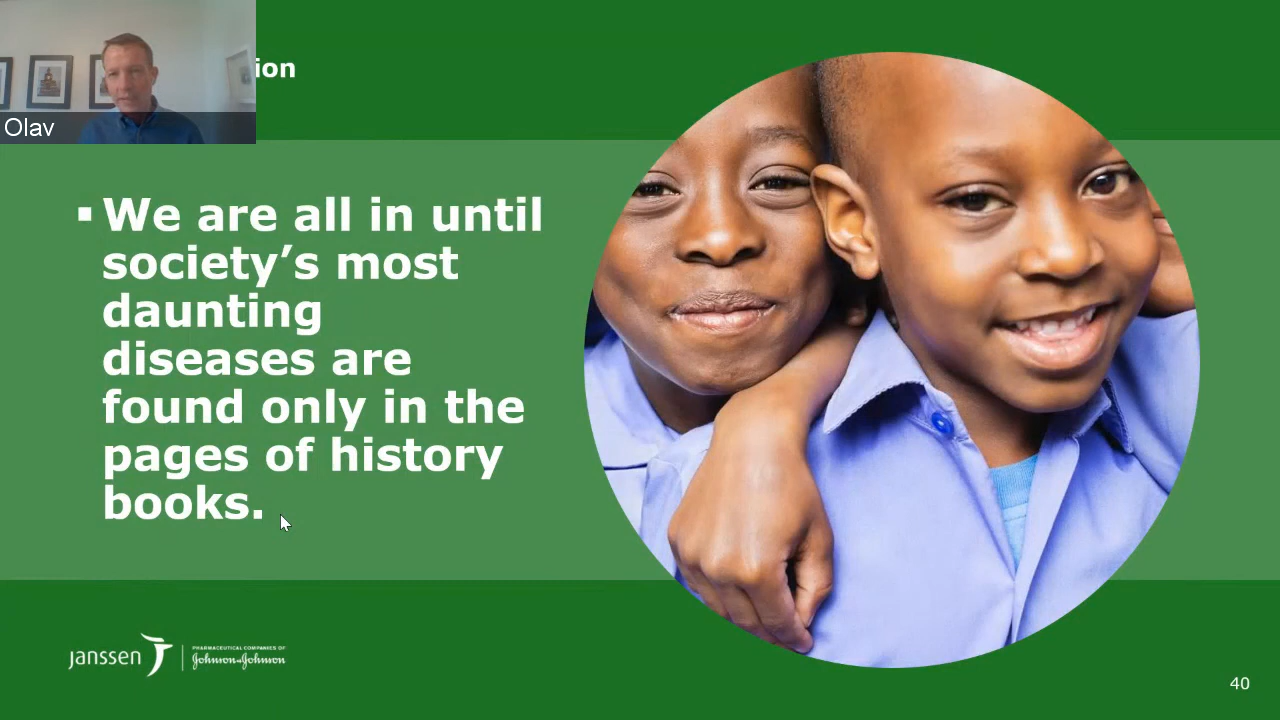 ion
Olav
▪ We are all in until
society’s most
daunting
diseases are
found only in the
pages of history
books.
janssen
PHARMACEUTICAL COMPANIES OF
Johnson & Johnson
40